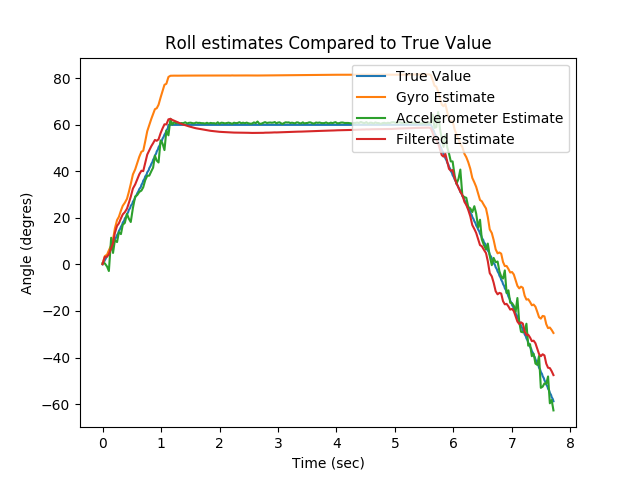 Roll estimates Compared to True Value
True Value
Gyro Estimate
Accelerometer Estimate
Filtered Estimate
Angle (degres)
80
60
40
20
0
−20
−40
−60
0 1 2 3 4 5 6 7 8
Time (sec)